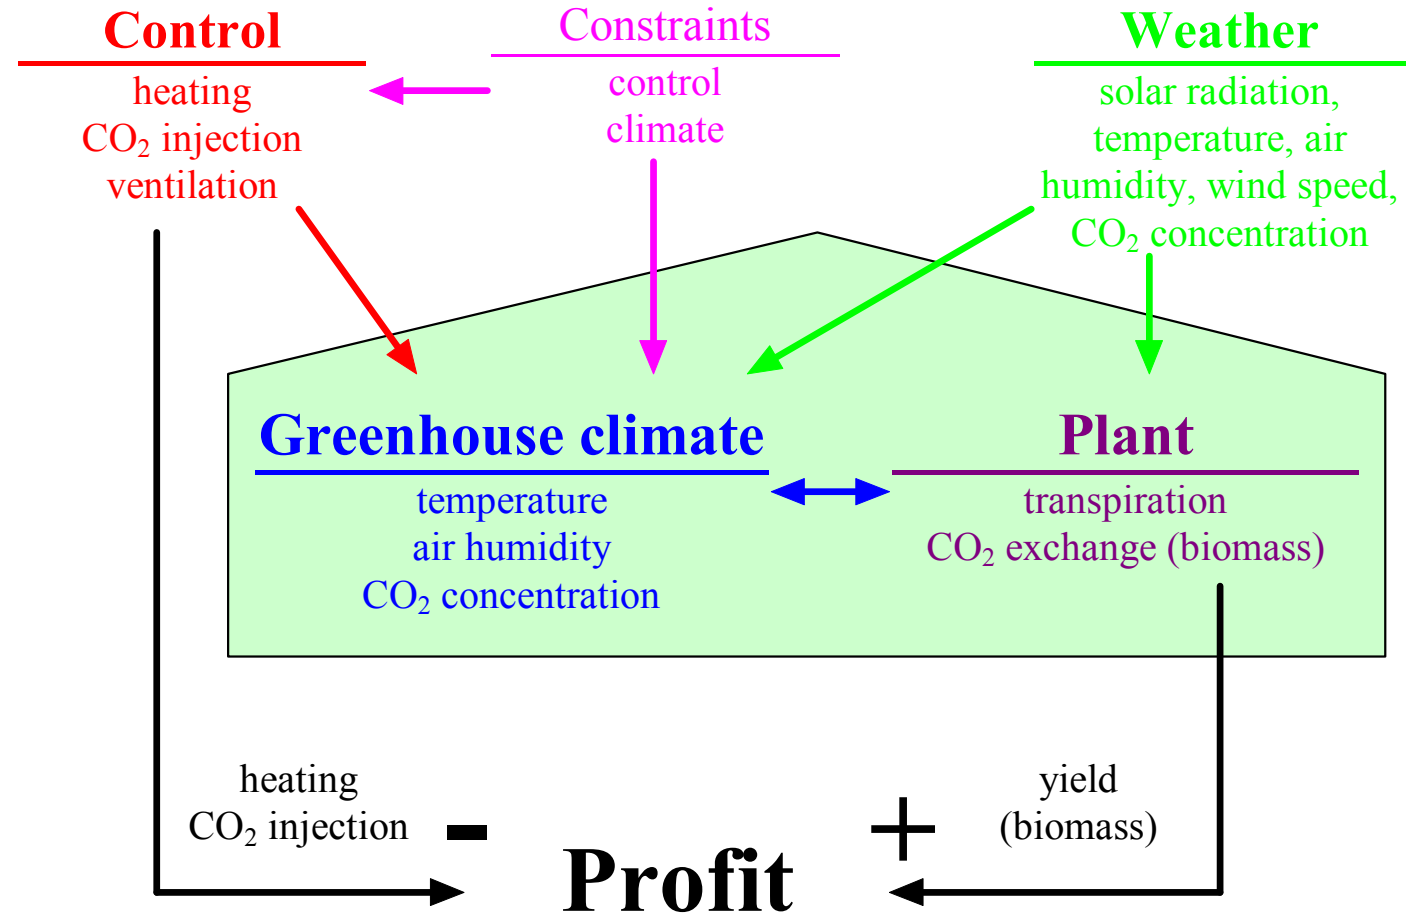 Control
heating
CO₂ injection
ventilation
Constraints
control
climate
Weather
solar radiation,
temperature, air
humidity, wind speed,
CO₂ concentration
Greenhouse climate
temperature
air humidity
CO₂ concentration
Plant
transpiration
CO₂ exchange (biomass)
heating
CO₂ injection
-
+
yield
(biomass)
Profit